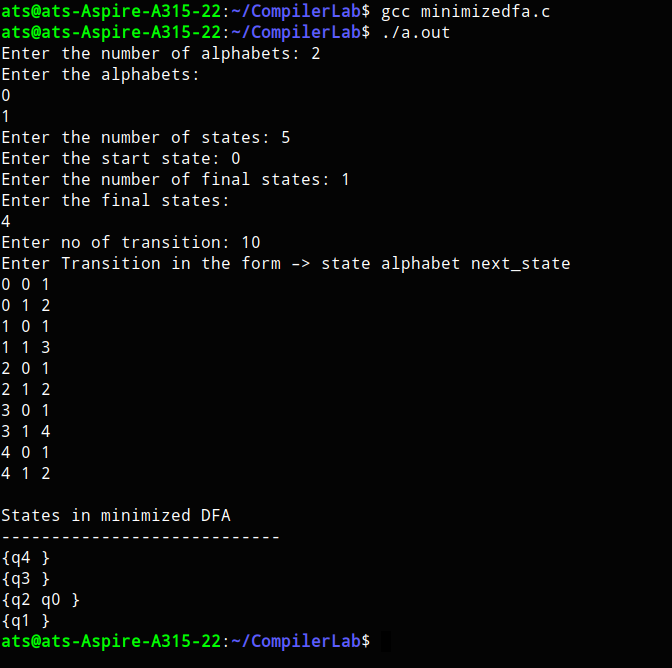 ats@ats-Aspire-A315-22:~/CompilerLab$ gcc minimizedfa.c
ats@ats-Aspire-A315-22:~/CompilerLab$ ./a.out
Enter the number of alphabets: 2
Enter the alphabets:
0
1
Enter the number of states: 5
Enter the start state: 0
Enter the number of final states: 1
Enter the final states:
4
Enter no of transition: 10
Enter Transition in the form –> state alphabet next_state
0 0 1
0 1 2
1 0 1
1 1 3
2 0 1
2 1 2
3 0 1
3 1 4
4 0 1
4 1 2
States in minimized DFA
----------------------------
{q4 }
{q3 }
{q2 q0 }
{q1 }
ats@ats-Aspire-A315-22:~/CompilerLab$